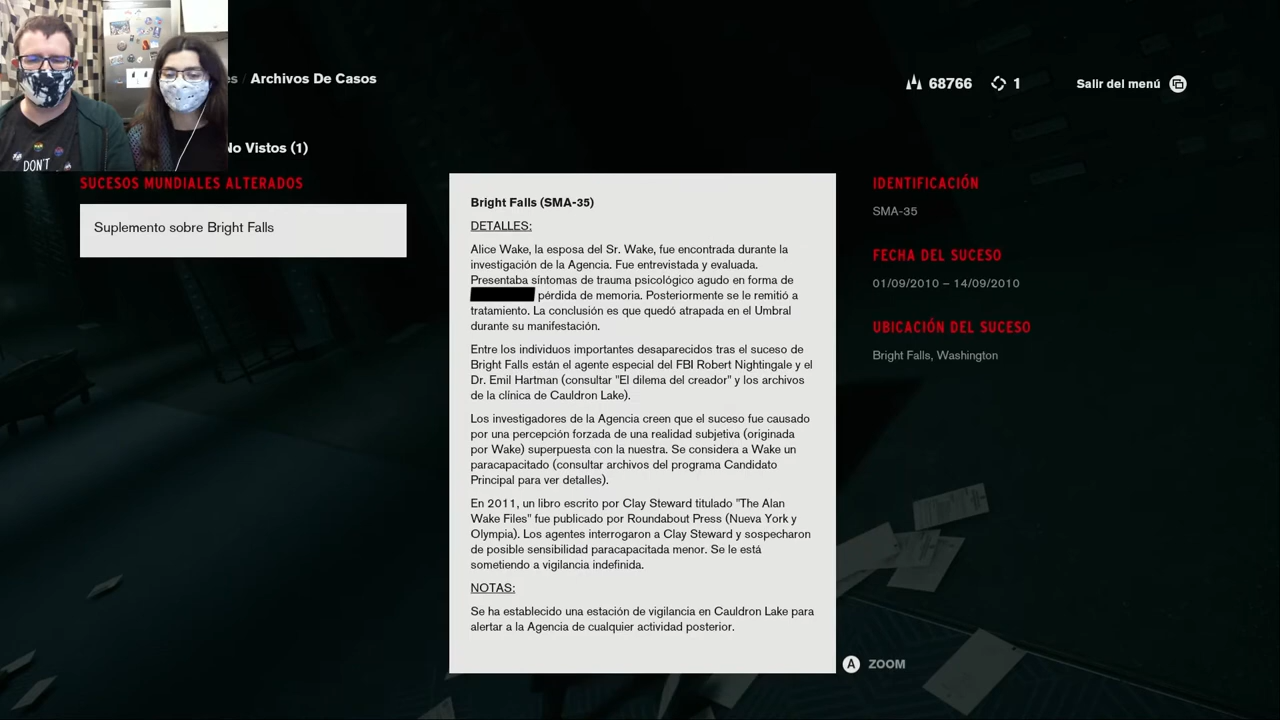 DON'T
es / Archivos De Casos
68766
1
Salir del menú
No Vistos (1)
SUCESOS MUNDIALES ALTERADOS
Suplemento sobre Bright Falls
Bright Falls (SMA-35)
DETALLES:
Alice Wake, la esposa del Sr. Wake, fue encontrada durante la
investigación de la Agencia. Fue entrevistada y evaluada.
Presentaba síntomas de trauma psicológico agudo en forma de
pérdida de memoria. Posteriormente se le remitió a
tratamiento. La conclusión es que quedó atrapada en el Umbral
durante su manifestación.
Entre los individuos importantes desaparecidos tras el suceso de
Bright Falls están el agente especial del FBI Robert Nightingale y el
Dr. Emil Hartman (consultar "El dilema del creador" y los archivos
de la clínica de Cauldron Lake).
Los investigadores de la Agencia creen que el suceso fue causado
por una percepción forzada de una realidad subjetiva (originada
por Wake) superpuesta con la nuestra. Se considera a Wake un
paracapacitado (consultar archivos del programa Candidato
Principal para ver detalles).
En 2011, un libro escrito por Clay Steward titulado "The Alan
Wake Files" fue publicado por Roundabout Press (Nueva York y
Olympia). Los agentes interrogaron a Clay Steward y sospecharon
de posible sensibilidad paracapacitada menor. Se le está
sometiendo a vigilancia indefinida.
NOTAS:
Se ha establecido una estación de vigilancia en Cauldron Lake para
alertar a la Agencia de cualquier actividad posterior.
IDENTIFICACIÓN
SMA-35
FECHA DEL SUCESO
01/09/2010 – 14/09/2010
UBICACIÓN DEL SUCESO
Bright Falls, Washington
A ZOOM